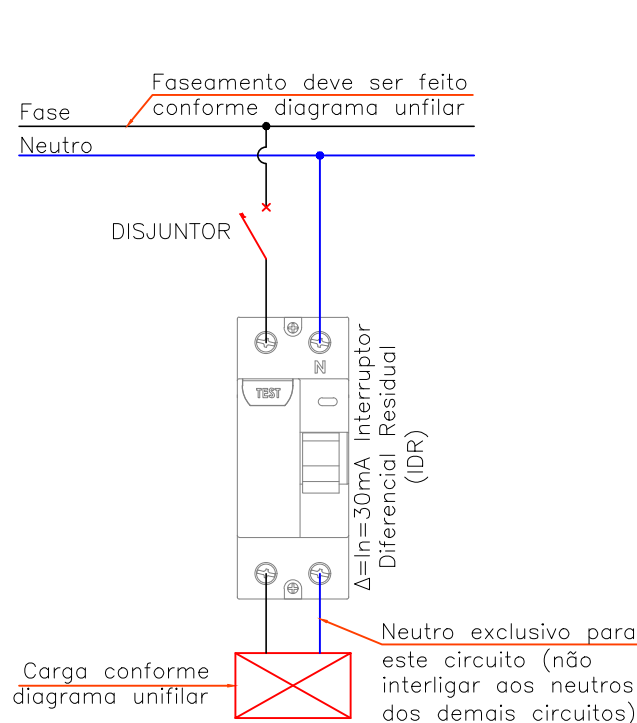 Faseamento deve ser feito
conforme diagrama unfilar
Fase
Neutro
DISJUNTOR
N
TEST
Δ=In=30mA Interruptor
Diferencial Residual
(IDR)
Neutro exclusivo para
este circuito (não
interligar aos neutros
dos demais circuitos)
Carga conforme
diagrama unifilar